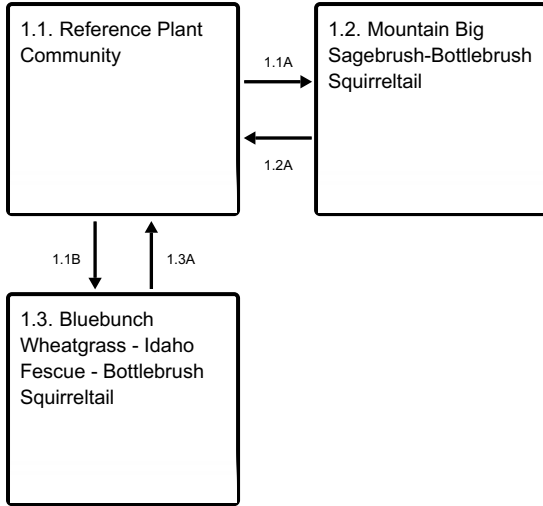 1.1. Reference Plant
Community
1.1A
1.2. Mountain Big
Sagebrush-Bottlebrush
Squirreltail
1.2A
1.1B
1.3A
1.3. Bluebunch
Wheatgrass - Idaho
Fescue - Bottlebrush
Squirreltail